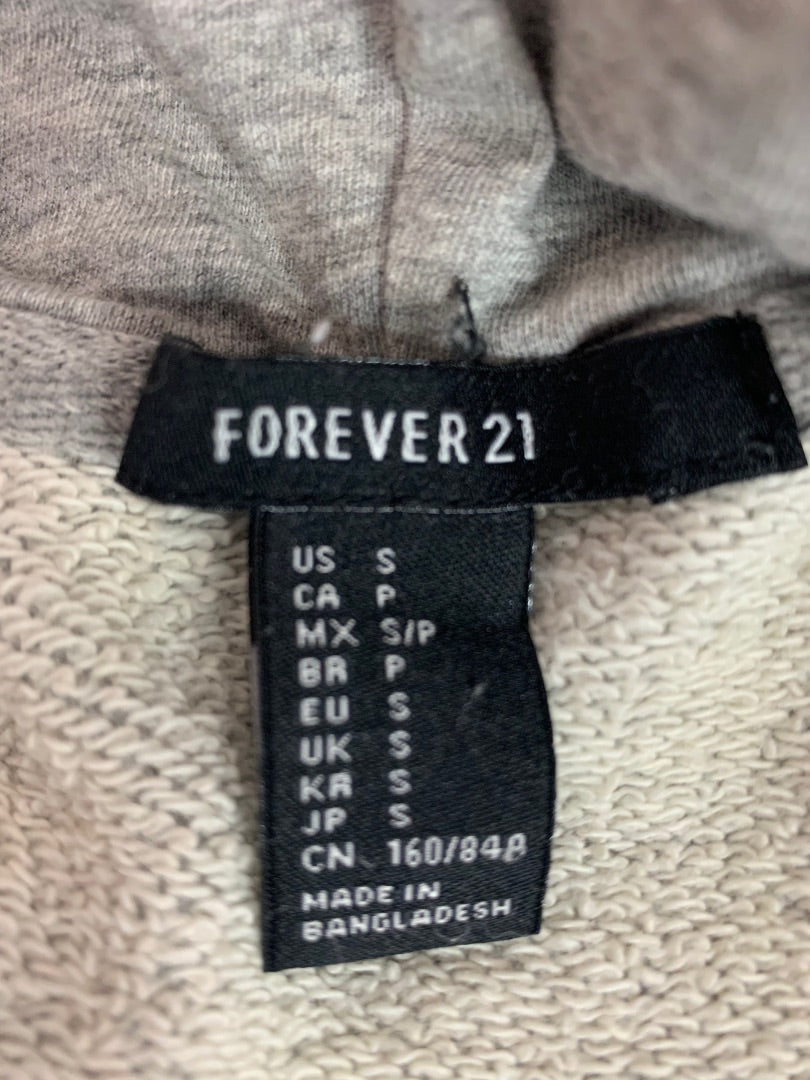 FOREVER 21
US S
CA P
MX S/P
BR P
EU S
UK S
KR S
JP S
CN 160/84A
MADE IN
BANGLADESH